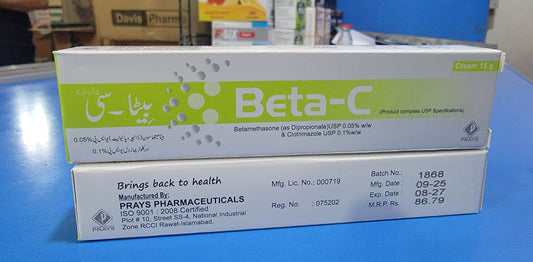 Davis Pharma
F-SIX
Cream 15 g
بیٹا۔سی
Beta-C
(Product complies USP Specifications)
Betamethasone (as Dipropionate) USP 0.05% w/w
& Clotrimazole USP 0.1%w/w
PRAYS
Brings back to health
Manufactured By:
PRAYS PHARMACEUTICALS
ISO 9001 : 2008 Certified
Plot # 10, Street SS-4, National Industrial
Zone RCCI Rawat-Islamabad.
PRAYS
Mfg. Lic. No.: 000719
Reg. No. : 075202
Batch No.: 1868
Mfg. Date : 09-25
Exp. Date : 08-27
M.R.P Rs. 86.79